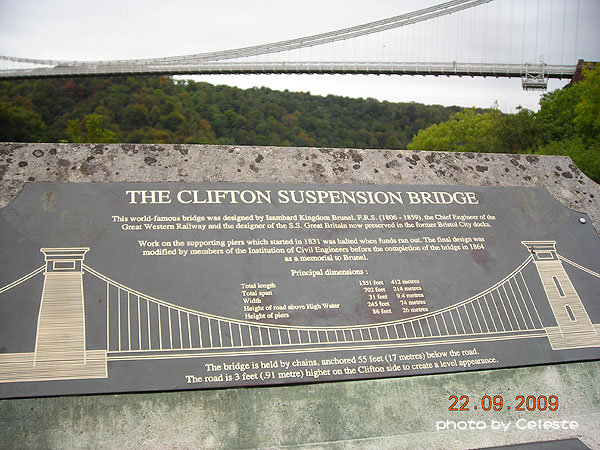 THE CLIFTON SUSPENSION BRIDGE
This world-famous bridge was designed by Isambard Kingdom Brunel, F.R.S. (1806 - 1859), the Chief Engineer of the
Great Western Railway and the designer of the S.S. Great Britain now preserved in the former Bristol City docks.
Work on the supporting piers which started in 1831 was halted when funds ran out. The final design was
modified by members of the Institution of Civil Engineers before the completion of the bridge in 1864
as a memorial to Brunel.
Principal dimensions :
Total length 1351 feet 412 metres
Total span 702 feet 214 metres
Width 31 feet 9.4 metres
Height of road above High Water 245 feet 74 metres
Height of piers 86 feet 26 metres
The bridge is held by chains, anchored 55 feet (17 metres) below the road.
The road is 3 feet (.91 metre) higher on the Clifton side to create a level appearance.
22.09.2009
photo by Celeste